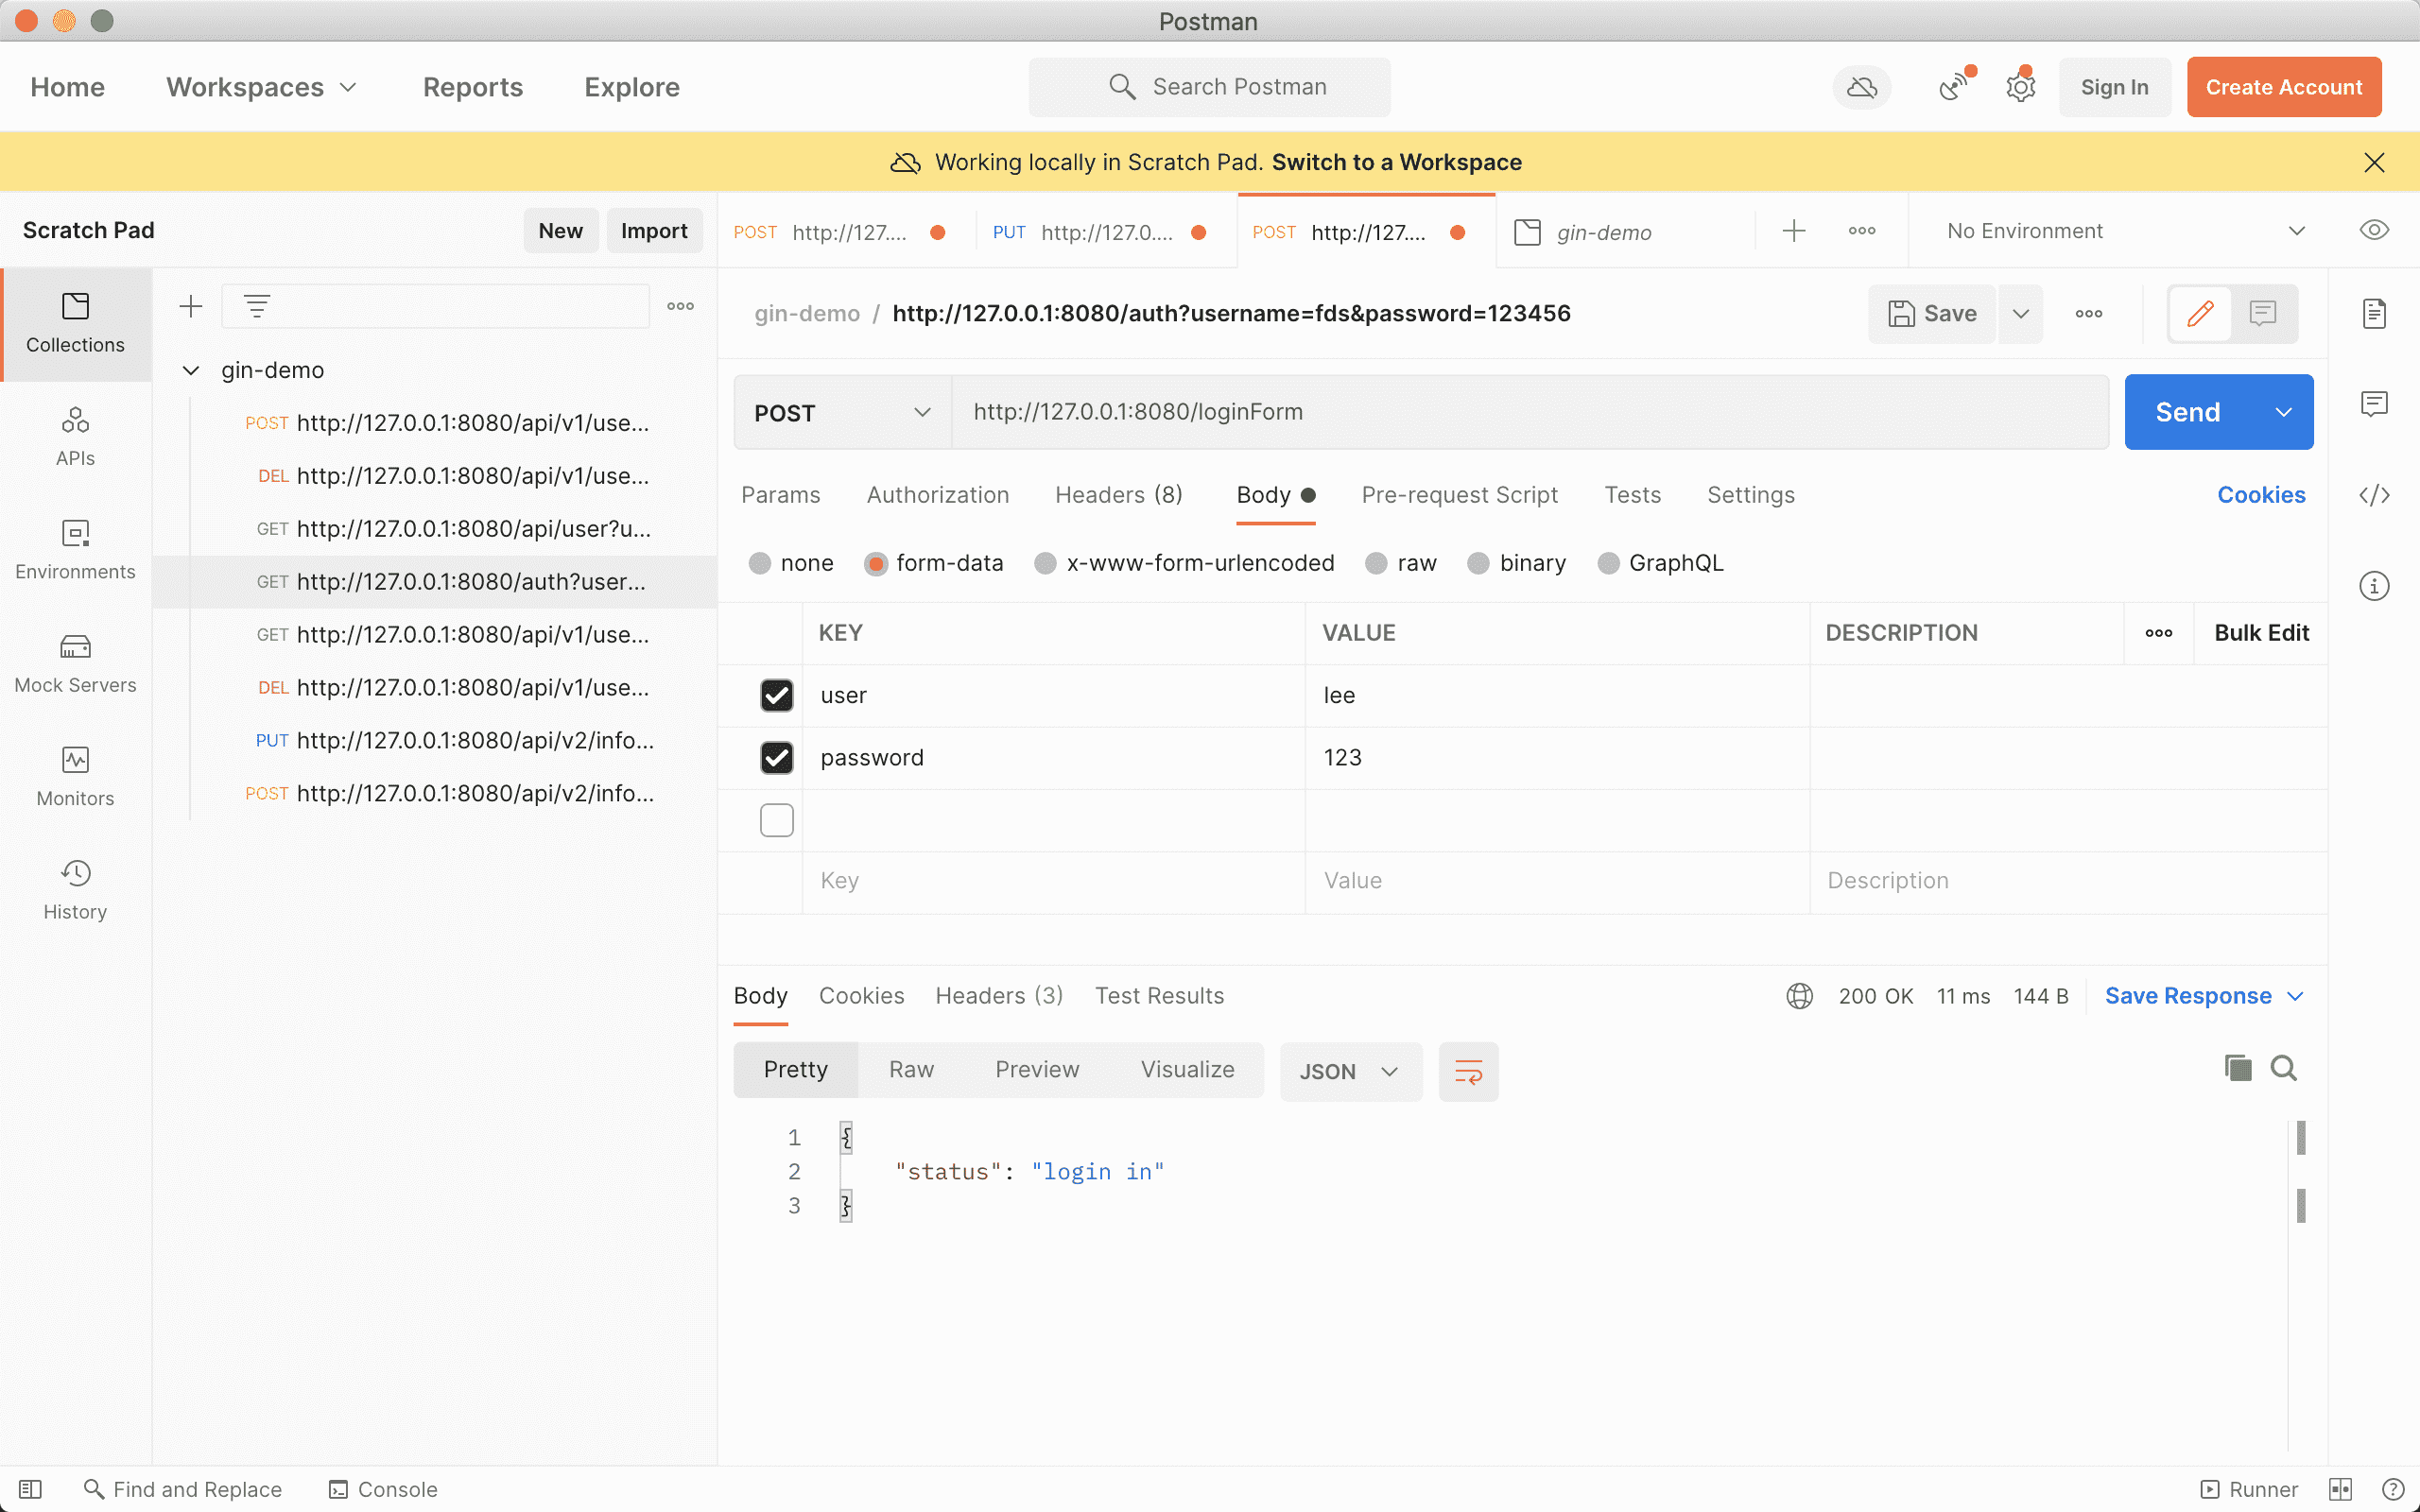 Postman
Home Workspaces Reports Explore Search Postman Sign In Create Account
Working locally in Scratch Pad. Switch to a Workspace
Scratch Pad New Import
POST http://127.... PUT http://127.0.... POST http://127.... gin-demo No Environment
Collections
APIs
Environments
Mock Servers
Monitors
History
gin-demo
POST http://127.0.0.1:8080/api/v1/use...
DEL http://127.0.0.1:8080/api/v1/use...
GET http://127.0.0.1:8080/api/user?u...
GET http://127.0.0.1:8080/auth?user...
GET http://127.0.0.1:8080/api/v1/use...
DEL http://127.0.0.1:8080/api/v1/use...
PUT http://127.0.0.1:8080/api/v2/info...
POST http://127.0.0.1:8080/api/v2/info...
gin-demo / http://127.0.0.1:8080/auth?username=fds&password=123456 Save
POST http://127.0.0.1:8080/loginForm Send
Params Authorization Headers (8) Body Pre-request Script Tests Settings Cookies
none form-data x-www-form-urlencoded raw binary GraphQL
KEY VALUE DESCRIPTION Bulk Edit
user lee
password 123
Key Value Description
Body Cookies Headers (3) Test Results 200 OK 11 ms 144 B Save Response
Pretty Raw Preview Visualize JSON
1 {
2 "status": "login in"
3 }
Find and Replace Console Runner